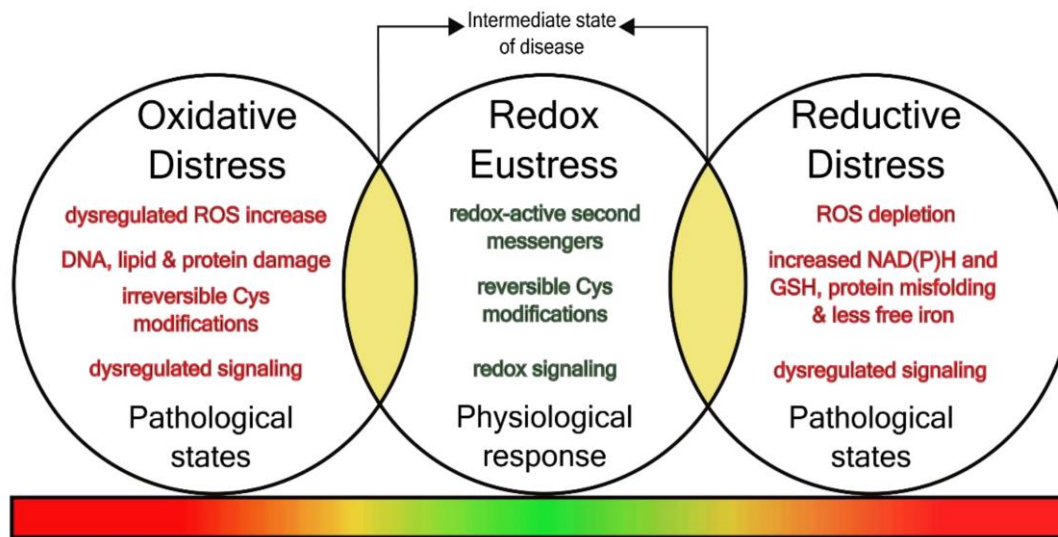 Intermediate state
of disease
Oxidative
Distress
dysregulated ROS increase
DNA, lipid & protein damage
irreversible Cys
modifications
dysregulated signaling
Pathological
states
Redox
Eustress
redox-active second
messengers
reversible Cys
modifications
redox signaling
Physiological
response
Reductive
Distress
ROS depletion
increased NAD(P)H and
GSH, protein misfolding
& less free iron
dysregulated signaling
Pathological
states